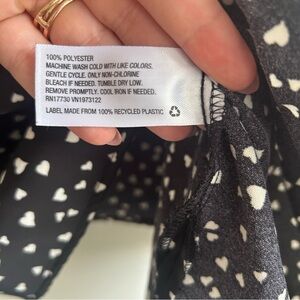 100% POLYESTER
MACHINE WASH COLD WITH LIKE COLORS.
GENTLE CYCLE. ONLY NON-CHLORINE
BLEACH IF NEEDED. TUMBLE DRY LOW.
REMOVE PROMPTLY. COOL IRON IF NEEDED.
RN17730 VN1973122
LABEL MADE FROM 100% RECYCLED PLASTIC